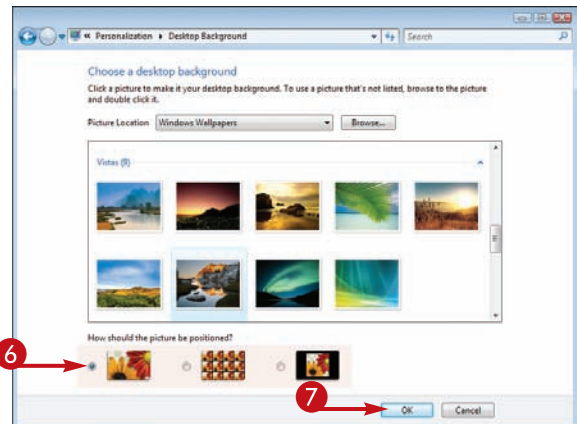 « Personalization ▸ Desktop Background
Search
Choose a desktop background
Click a picture to make it your desktop background. To use a picture that's not listed, browse to the picture
and double click it.
Picture Location
Windows Wallpapers
Browse...
Vistas (9)
How should the picture be positioned?
6
7
OK
Cancel